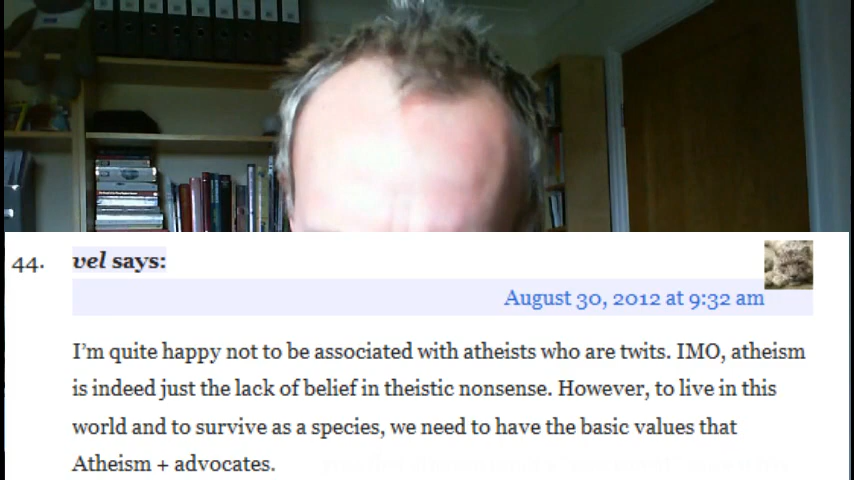 44. vel says:
August 30, 2012 at 9:32 am
I'm quite happy not to be associated with atheists who are twits. IMO, atheism
is indeed just the lack of belief in theistic nonsense. However, to live in this
world and to survive as a species, we need to have the basic values that
Atheism + advocates.